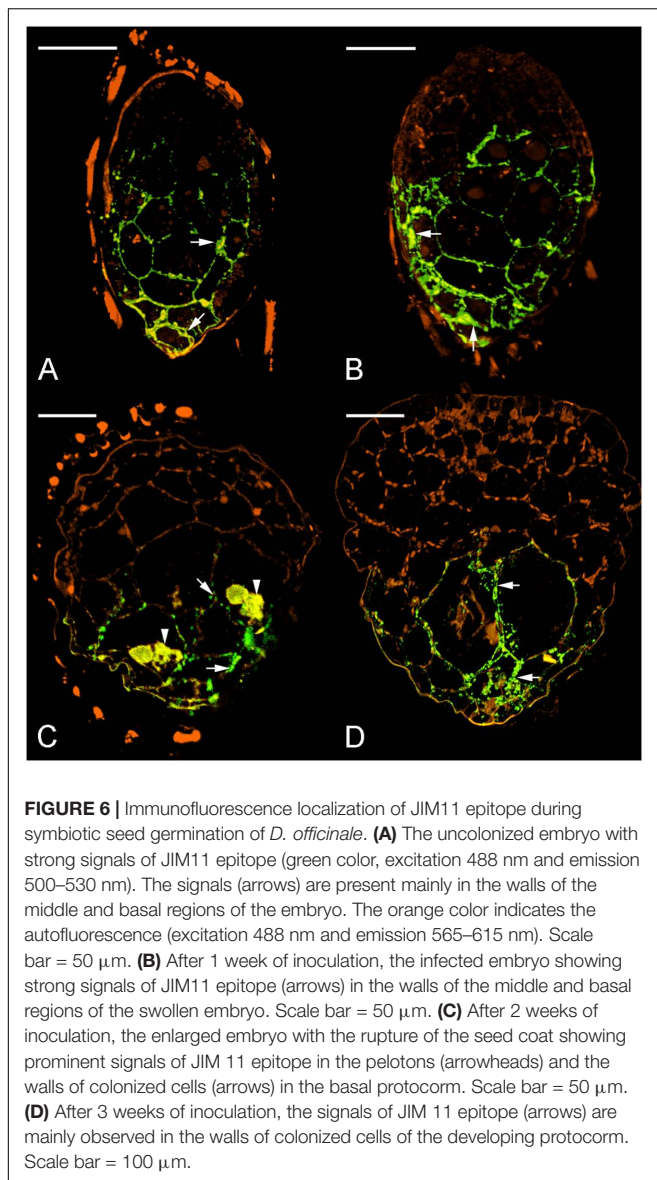 A
B
C
D
FIGURE 6 | Immunofluorescence localization of JIM11 epitope during
symbiotic seed germination of D. officinale. (A) The uncolonized embryo with
strong signals of JIM11 epitope (green color, excitation 488 nm and emission
500–530 nm). The signals (arrows) are present mainly in the walls of the
middle and basal regions of the embryo. The orange color indicates the
autofluorescence (excitation 488 nm and emission 565–615 nm). Scale
bar = 50 μm. (B) After 1 week of inoculation, the infected embryo showing
strong signals of JIM11 epitope (arrows) in the walls of the middle and basal
regions of the swollen embryo. Scale bar = 50 μm. (C) After 2 weeks of
inoculation, the enlarged embryo with the rupture of the seed coat showing
prominent signals of JIM 11 epitope in the pelotons (arrowheads) and the
walls of colonized cells (arrows) in the basal protocorm. Scale bar = 50 μm.
(D) After 3 weeks of inoculation, the signals of JIM 11 epitope (arrows) are
mainly observed in the walls of colonized cells of the developing protocorm.
Scale bar = 100 μm.